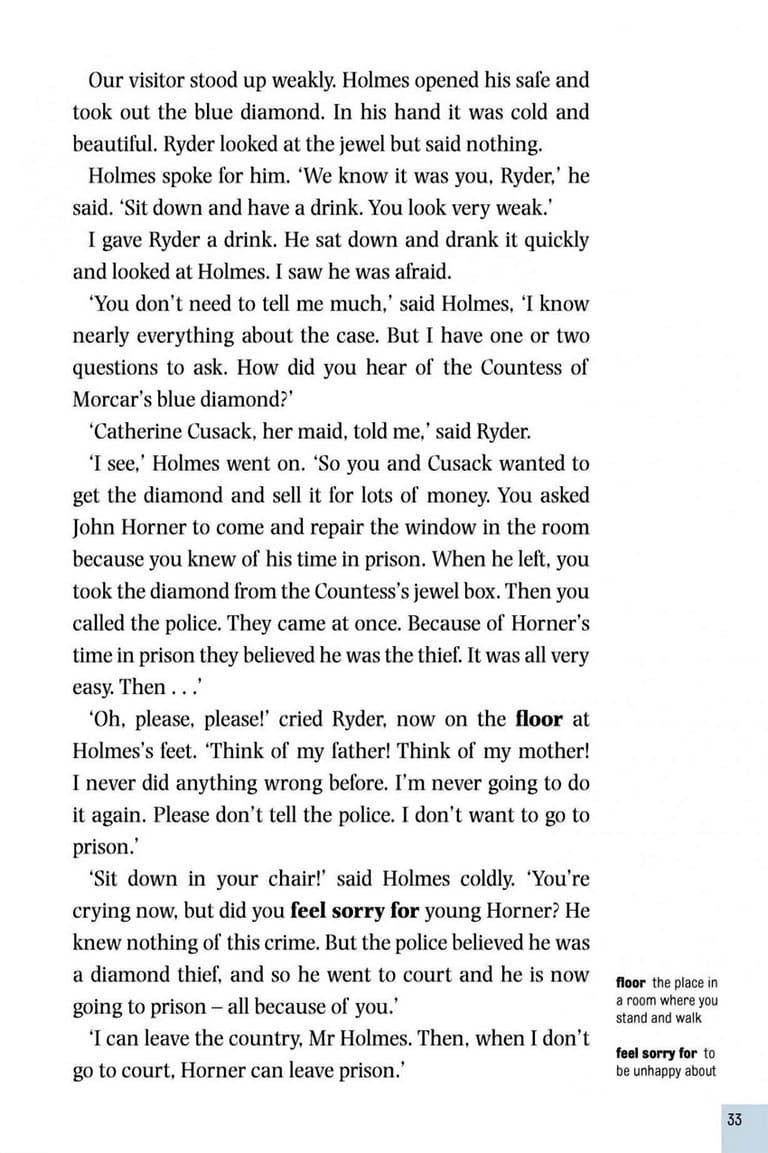 Our visitor stood up weakly. Holmes opened his safe and
took out the blue diamond. In his hand it was cold and
beautiful. Ryder looked at the jewel but said nothing.
Holmes spoke for him. ‘We know it was you, Ryder,’ he
said. ‘Sit down and have a drink. You look very weak.’
I gave Ryder a drink. He sat down and drank it quickly
and looked at Holmes. I saw he was afraid.
‘You don’t need to tell me much,’ said Holmes, ‘I know
nearly everything about the case. But I have one or two
questions to ask. How did you hear of the Countess of
Morcar’s blue diamond?’
‘Catherine Cusack, her maid, told me,’ said Ryder.
‘I see,’ Holmes went on. ‘So you and Cusack wanted to
get the diamond and sell it for lots of money. You asked
John Horner to come and repair the window in the room
because you knew of his time in prison. When he left, you
took the diamond from the Countess’s jewel box. Then you
called the police. They came at once. Because of Horner’s
time in prison they believed he was the thief. It was all very
easy. Then . . .’
‘Oh, please, please!’ cried Ryder, now on the floor at
Holmes’s feet. ‘Think of my father! Think of my mother!
I never did anything wrong before. I’m never going to do
it again. Please don’t tell the police. I don’t want to go to
prison.’
‘Sit down in your chair!’ said Holmes coldly. ‘You’re
crying now, but did you feel sorry for young Horner? He
knew nothing of this crime. But the police believed he was
a diamond thief, and so he went to court and he is now
going to prison – all because of you.’
‘I can leave the country, Mr Holmes. Then, when I don’t
go to court, Horner can leave prison.’
floor the place in
a room where you
stand and walk
feel sorry for to
be unhappy about
33